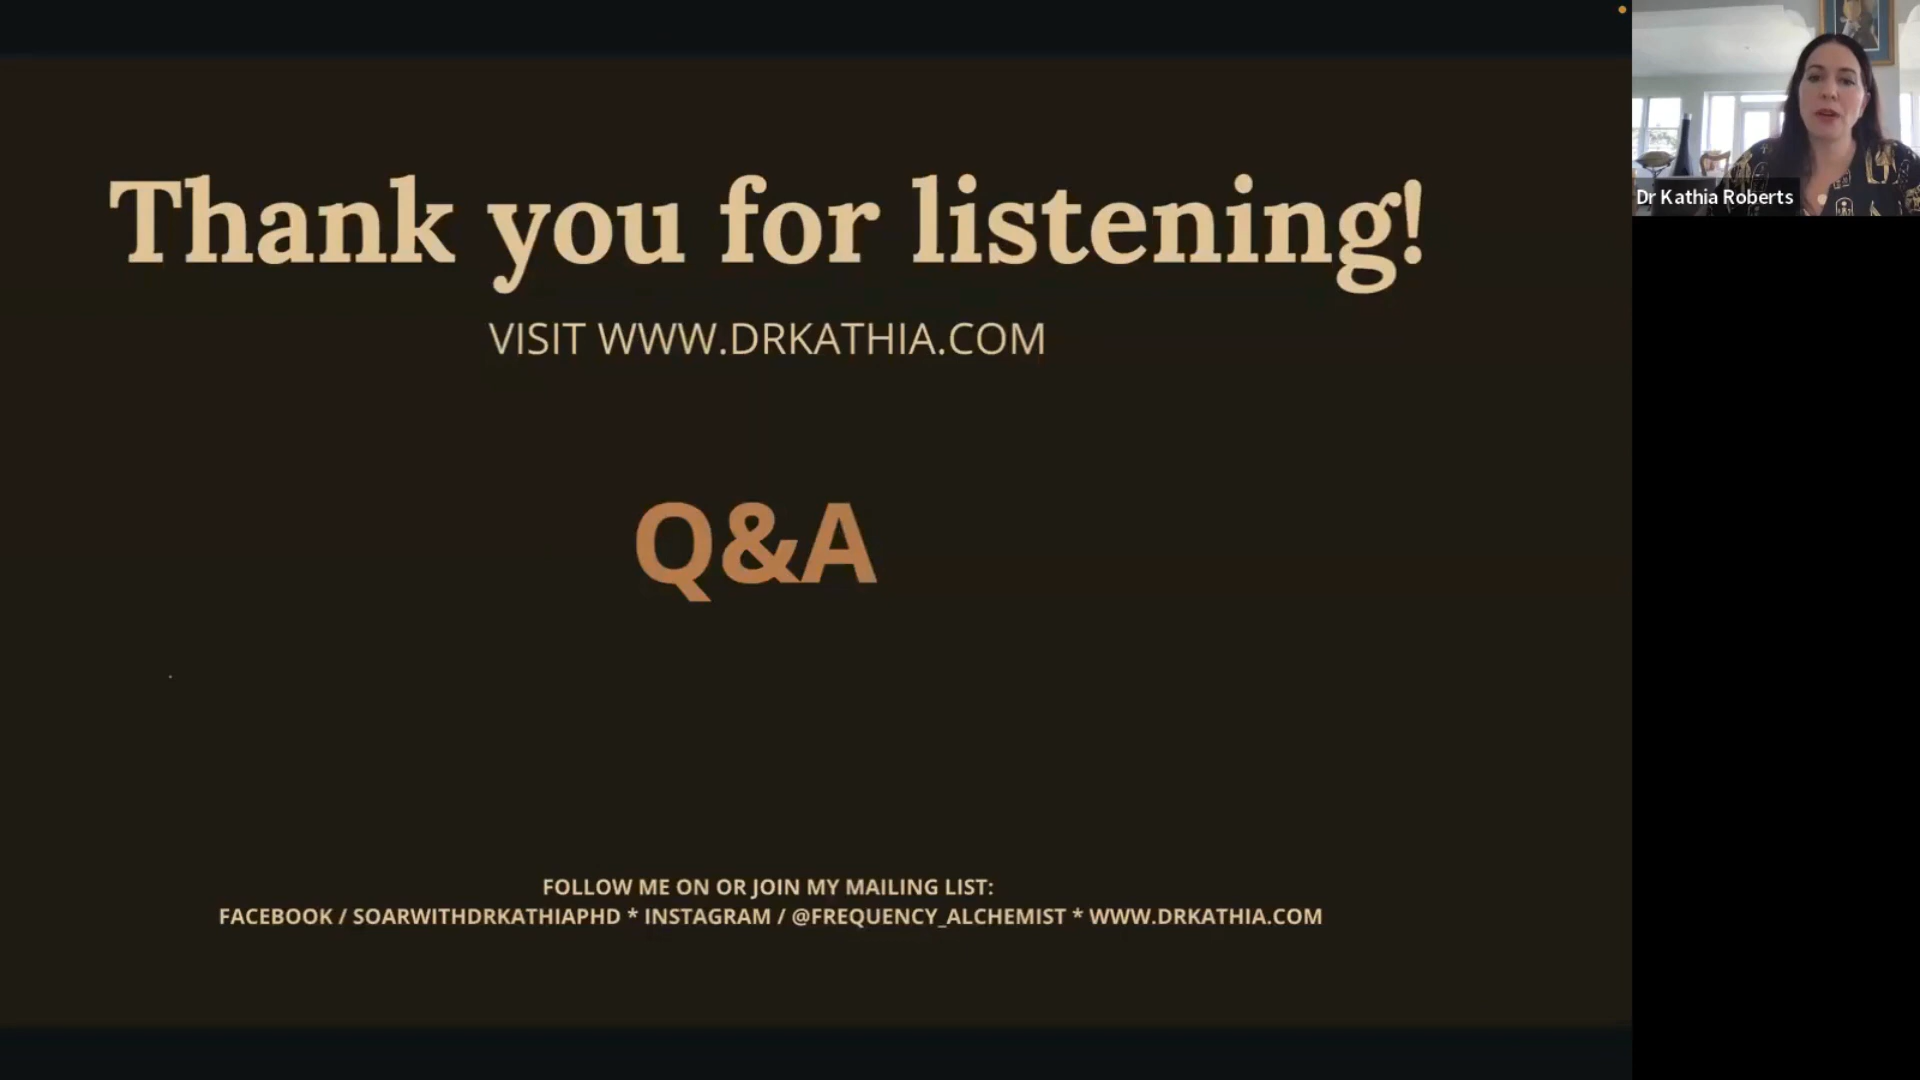 Thank you for listening!
VISIT WWW.DRKATHIA.COM
Q&A
FOLLOW ME ON OR JOIN MY MAILING LIST:
FACEBOOK / SOARWITHDRKATHIAPHD * INSTAGRAM / @FREQUENCY_ALCHEMIST * WWW.DRKATHIA.COM
Dr Kathia Roberts